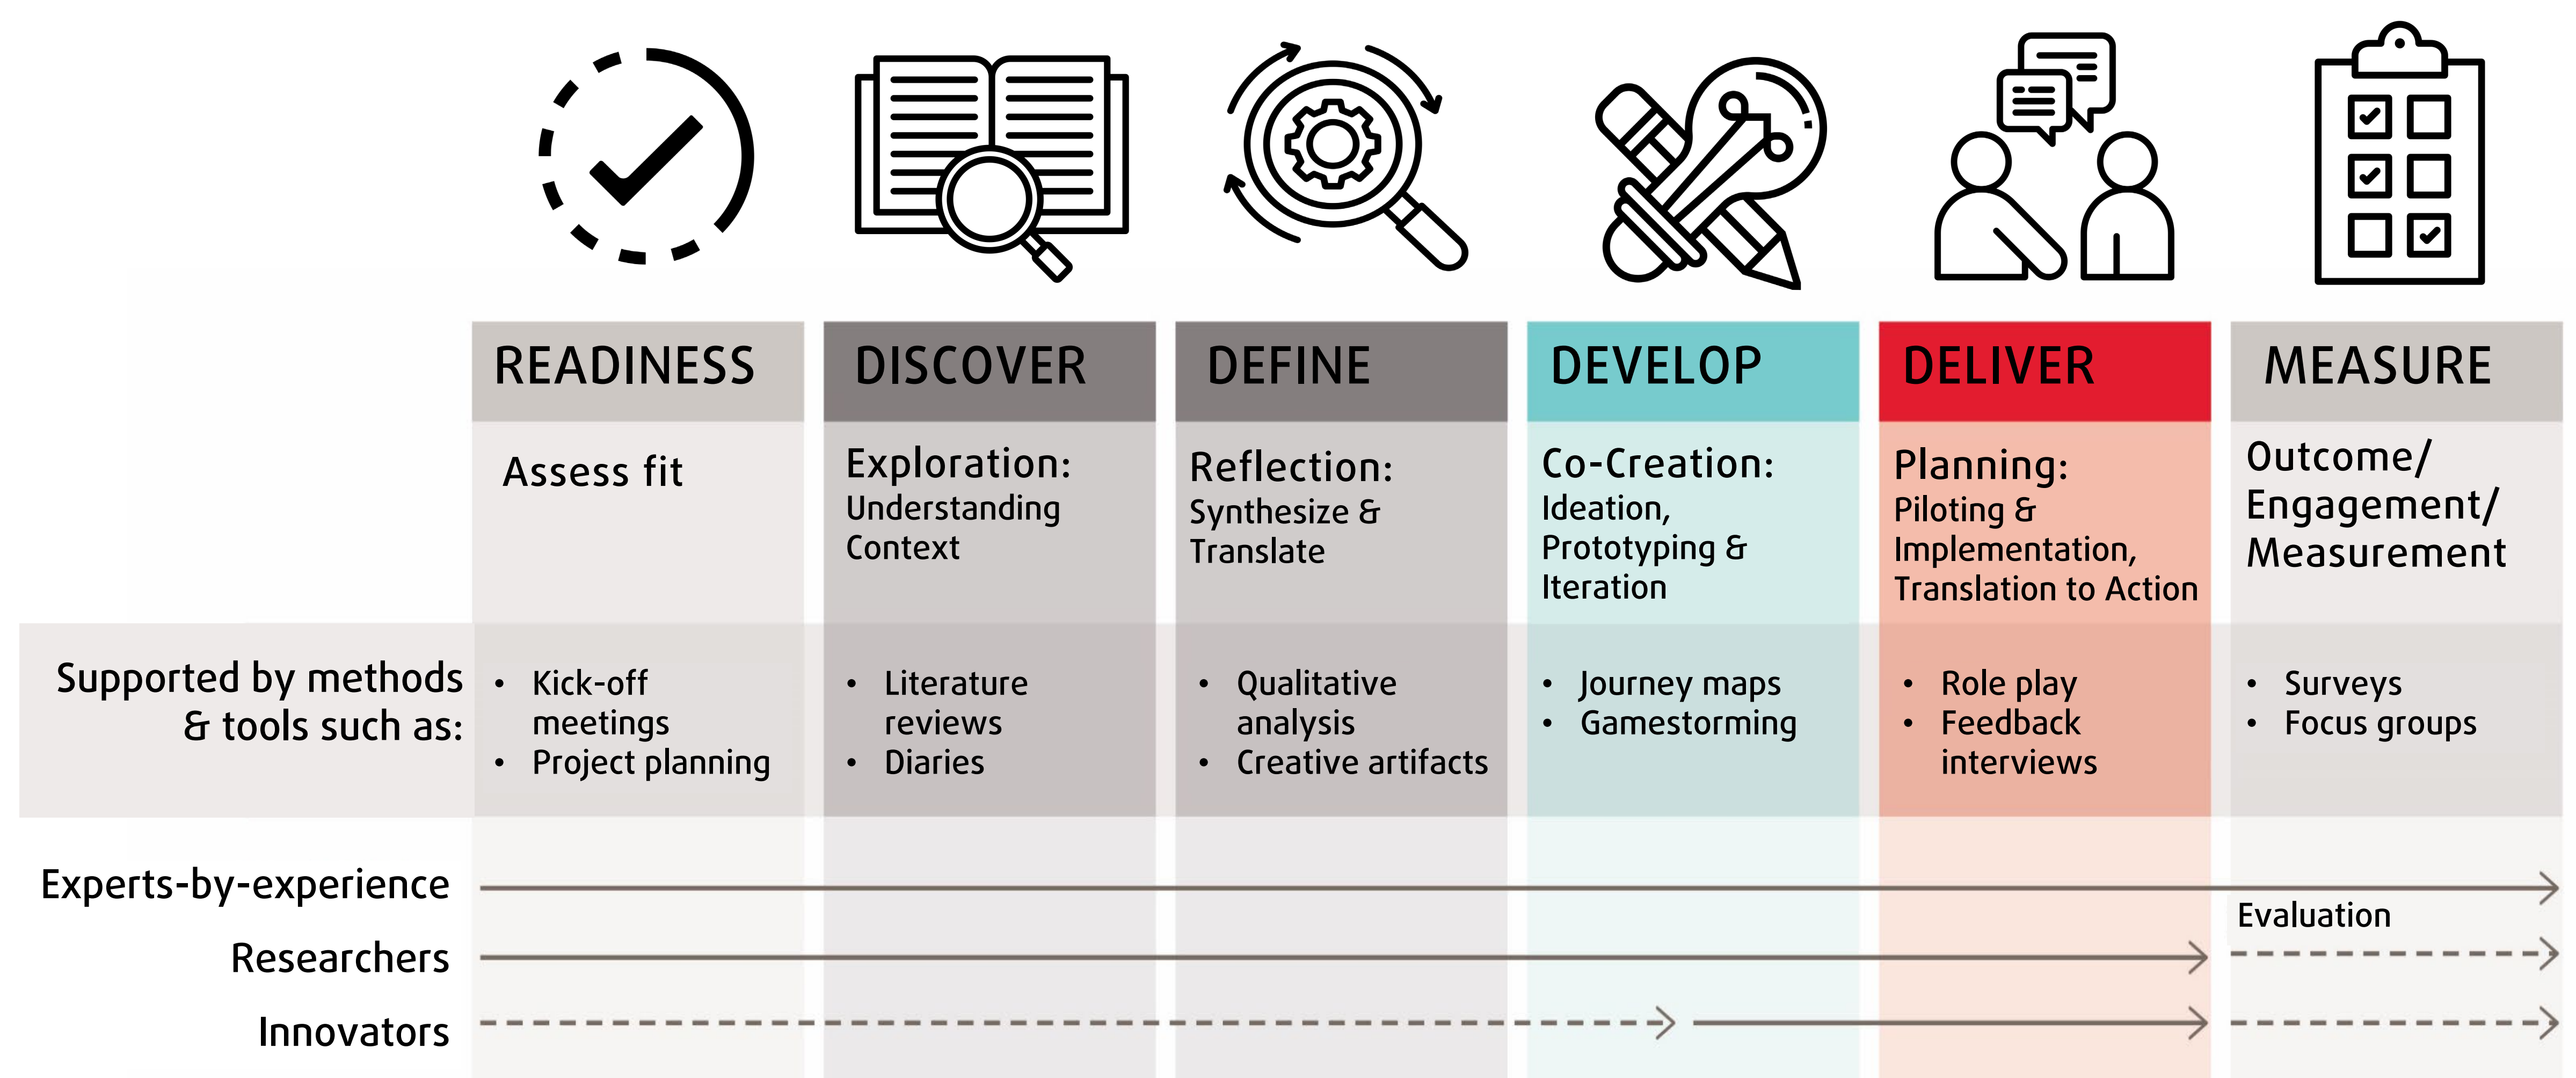 READINESS
DISCOVER
DEFINE
DEVELOP
DELIVER
MEASURE
Assess fit
Exploration:
Understanding
Context
Reflection:
Synthesize &
Translate
Co-Creation:
Ideation,
Prototyping &
Iteration
Planning:
Piloting &
Implementation,
Translation to Action
Outcome/
Engagement/
Measurement
Supported by methods
& tools such as:
• Kick-off
meetings
• Project planning
• Literature
reviews
• Diaries
• Qualitative
analysis
• Creative artifacts
• Journey maps
• Gamestorming
• Role play
• Feedback
interviews
• Surveys
• Focus groups
Experts-by-experience
Evaluation
Researchers
Innovators